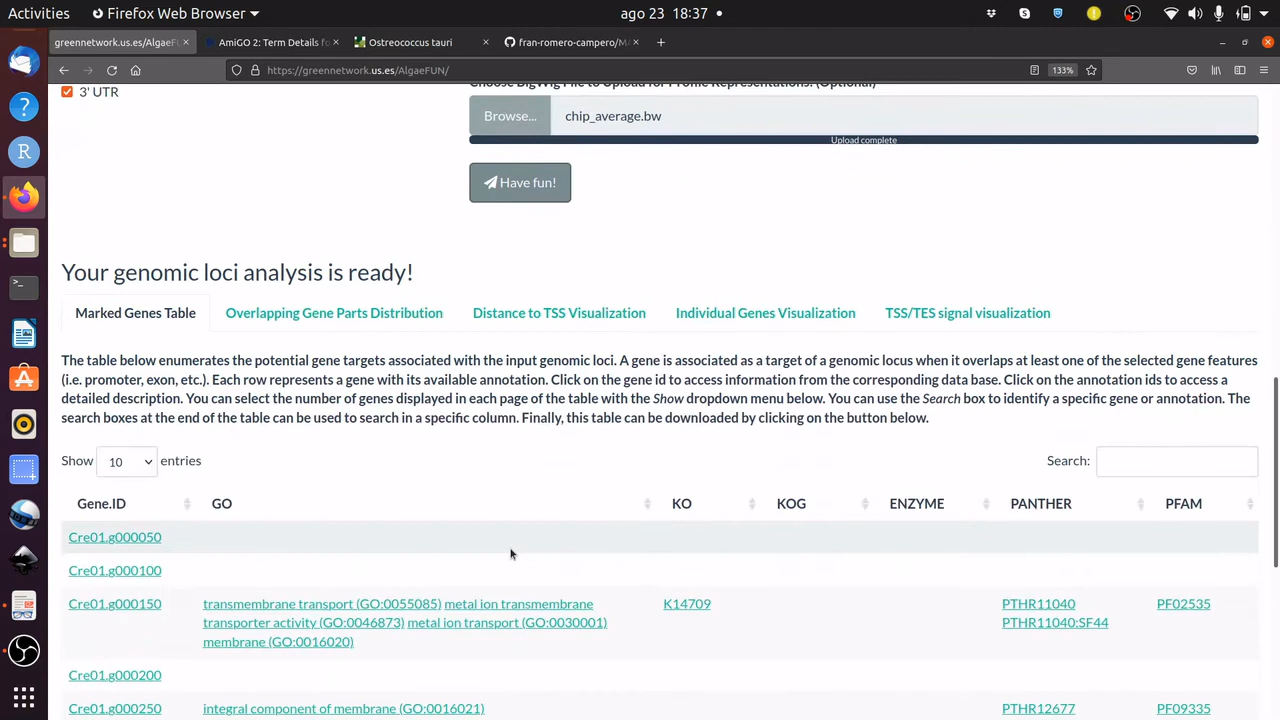 Activities
Firefox Web Browser
ago 23 18:37
greennetwork.us.es/AlgaeFU
AmiGO 2: Term Details fo
Ostreococcus tauri
fran-romero-campero/MA
https://greennetwork.us.es/AlgaeFUN/
133%
3' UTR
Choose BigWig File to Upload for Profile Representations: (Optional)
Browse...
chip_average.bw
Upload complete
Have fun!
Your genomic loci analysis is ready!
Marked Genes Table
Overlapping Gene Parts Distribution
Distance to TSS Visualization
Individual Genes Visualization
TSS/TES signal visualization
The table below enumerates the potential gene targets associated with the input genomic loci. A gene is associated as a target of a genomic locus when it overlaps at least one of the selected gene features
(i.e. promoter, exon, etc.). Each row represents a gene with its available annotation. Click on the gene id to access information from the corresponding data base. Click on the annotation ids to access a
detailed description. You can select the number of genes displayed in each page of the table with the Show dropdown menu below. You can use the Search box to identify a specific gene or annotation. The
search boxes at the end of the table can be used to search in a specific column. Finally, this table can be downloaded by clicking on the button below.
Show 10 entries
Search:
Gene.ID GO KO KOG ENZYME PANTHER PFAM
Cre01.g000050
Cre01.g000100
Cre01.g000150 transmembrane transport (GO:0055085) metal ion transmembrane K14709 PTHR11040 PF02535
transporter activity (GO:0046873) metal ion transport (GO:0030001) PTHR11040:SF44
membrane (GO:0016020)
Cre01.g000200
Cre01.g000250 integral component of membrane (GO:0016021) PTHR12677 PF09335